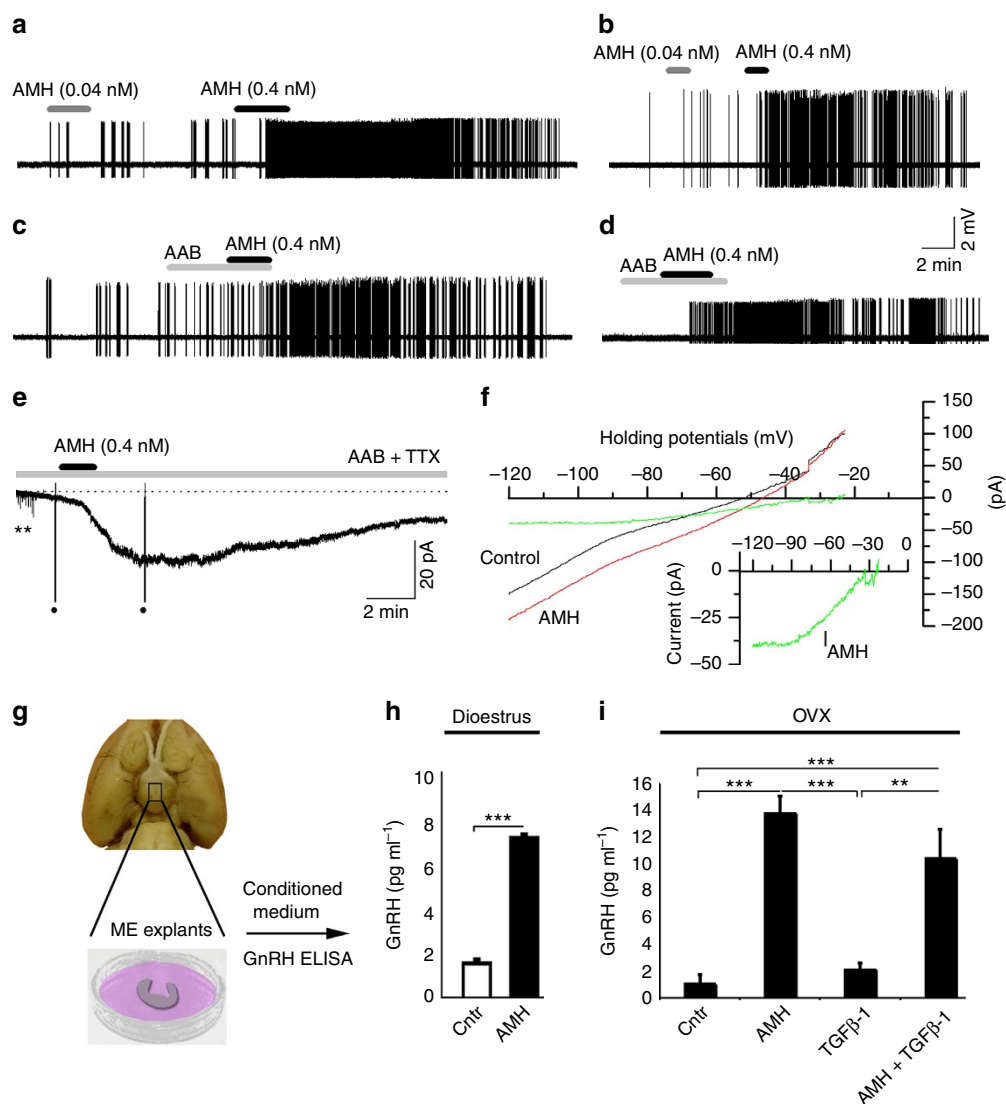 a
AMH (0.04 nM)
AMH (0.4 nM)
b
AMH (0.04 nM)
AMH (0.4 nM)
c
AAB
AMH (0.4 nM)
d
2 mV
2 min
AAB
AMH (0.4 nM)
e
AMH (0.4 nM)
AAB + TTX
**
20 pA
2 min
f
Holding potentials (mV)
−120 −100 −80 −60 −40 −20
150
100
50
0
−50
−100
−150
−200
(pA)
Control
AMH
−120 −90 −60 −30 0
0
−25
−50
Current (pA)
AMH
g
ME explants
Conditioned
medium
GnRH ELISA
h
Dioestrus
10
8
6
4
2
0
GnRH (pg ml−1)
***
Cntr
AMH
i
OVX
16
14
12
10
8
6
4
2
0
GnRH (pg ml−1)
***
*** *** **
Cntr
AMH
TGFβ-1
AMH + TGFβ-1